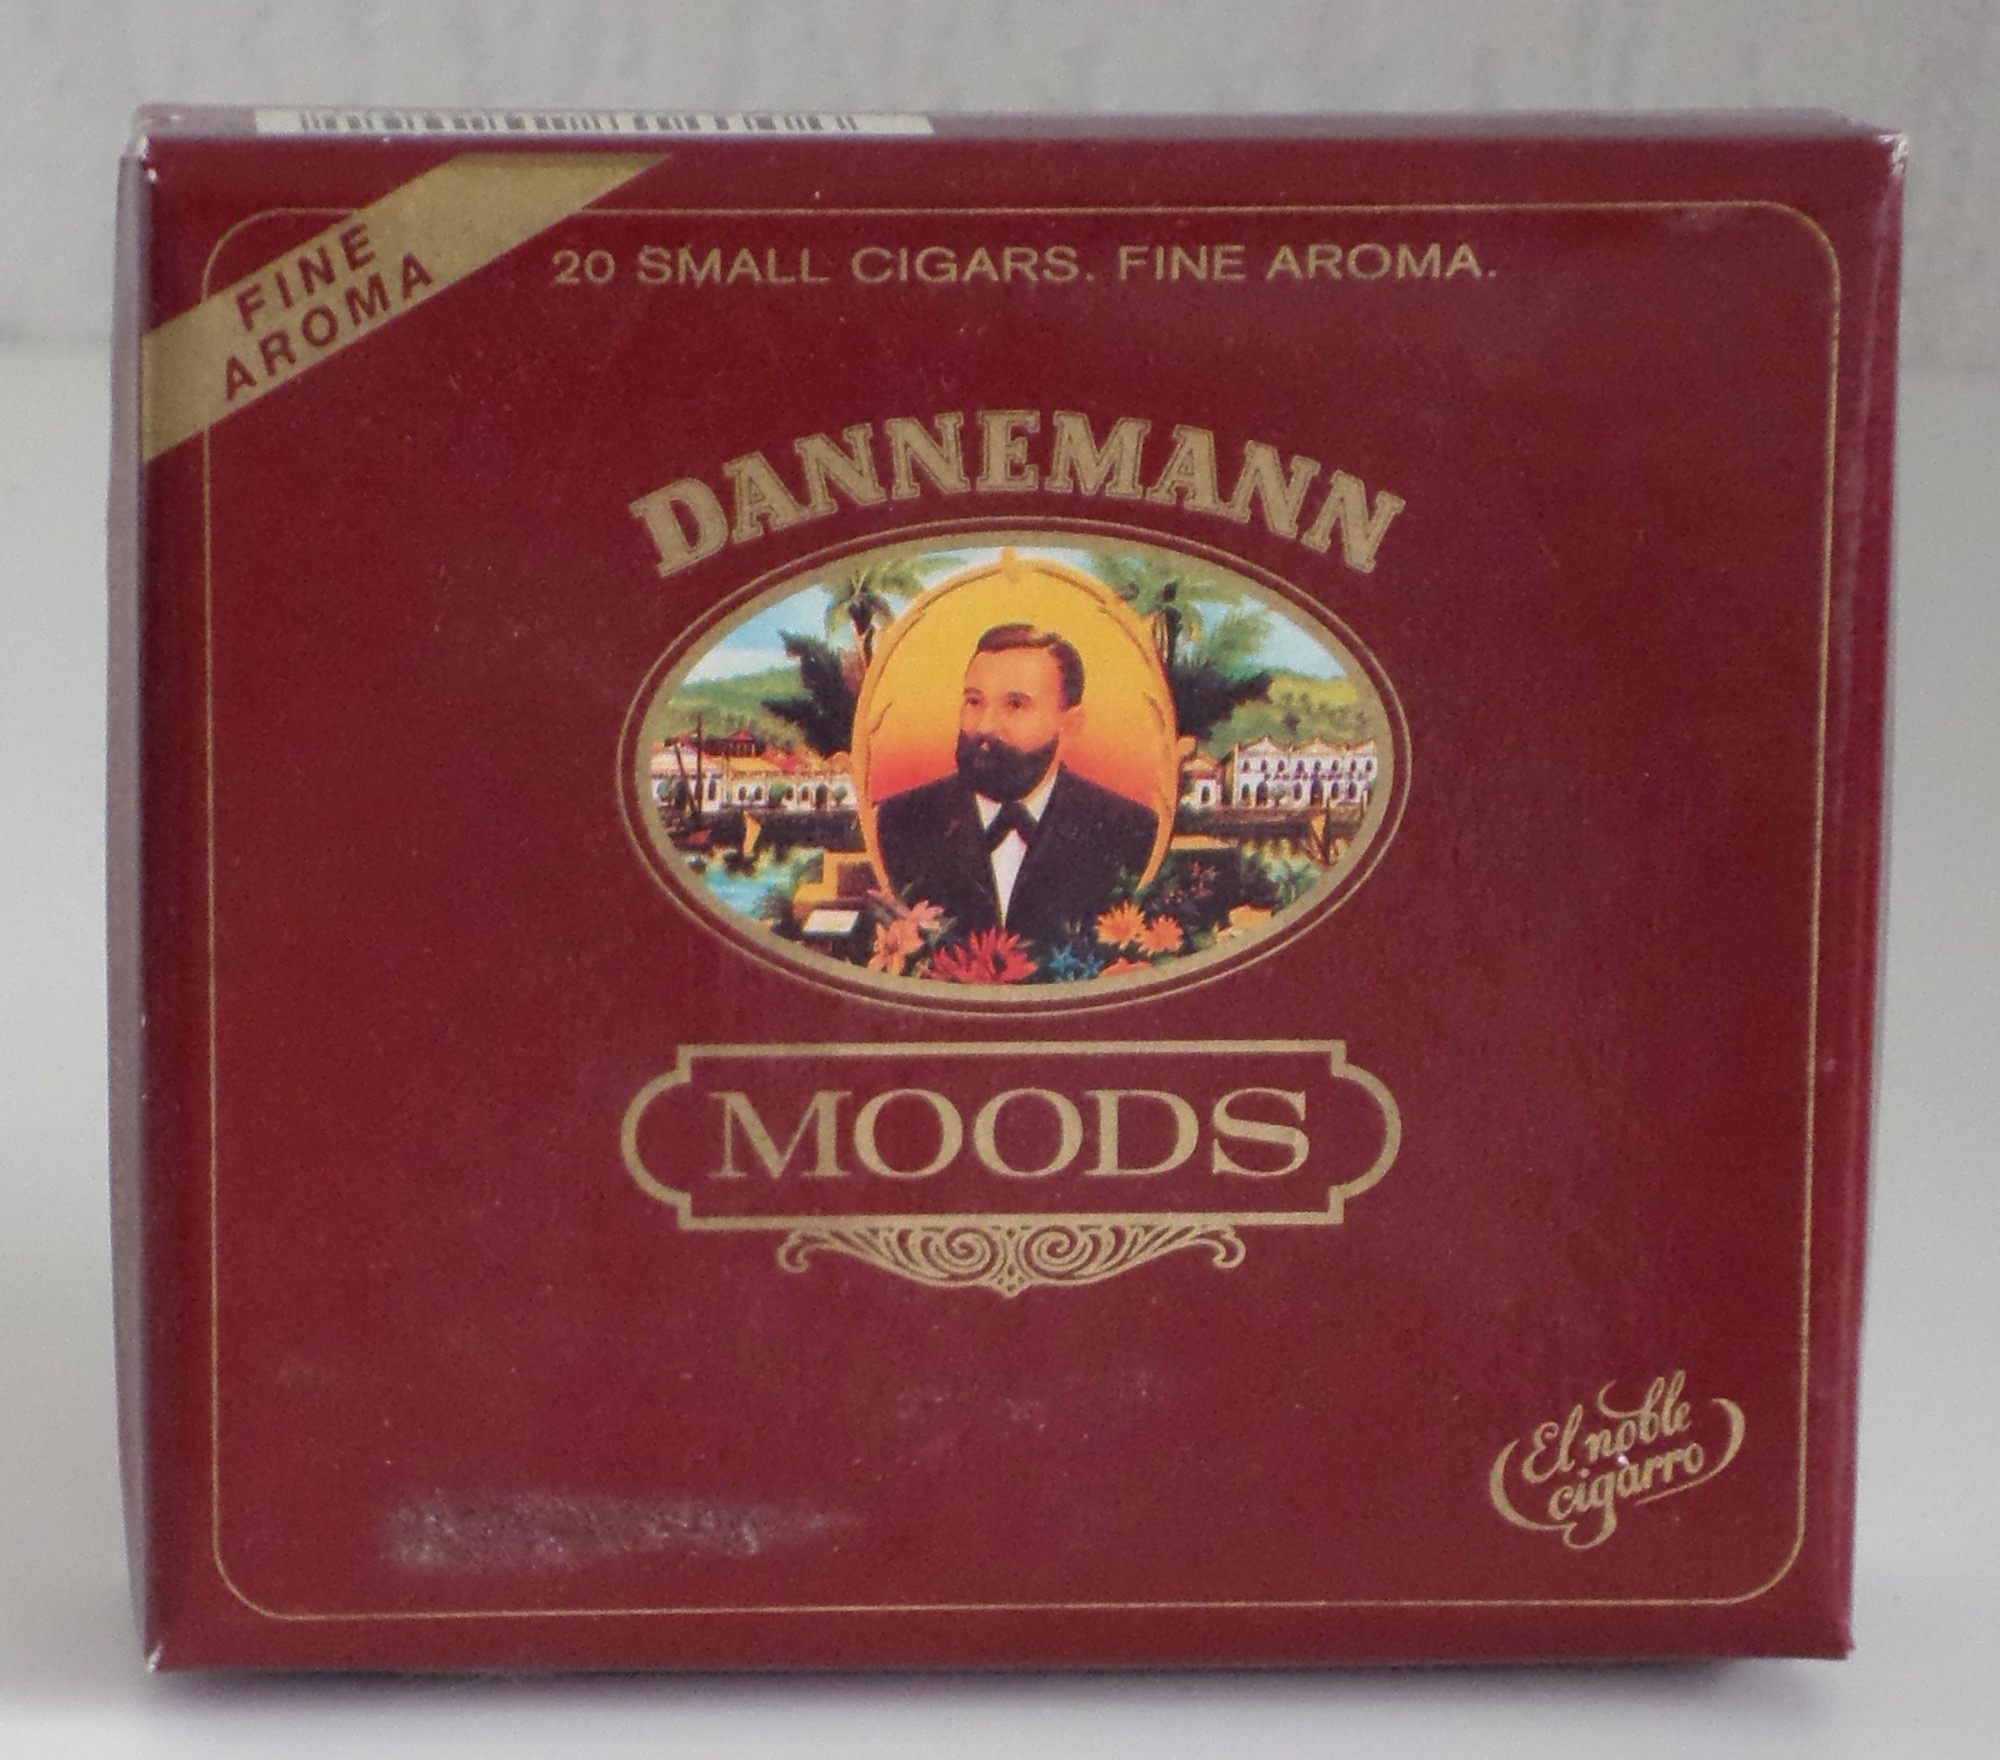 FINE
AROMA
20 SMALL CIGARS. FINE AROMA.
DANNEMANN
MOODS
El noble
cigarro